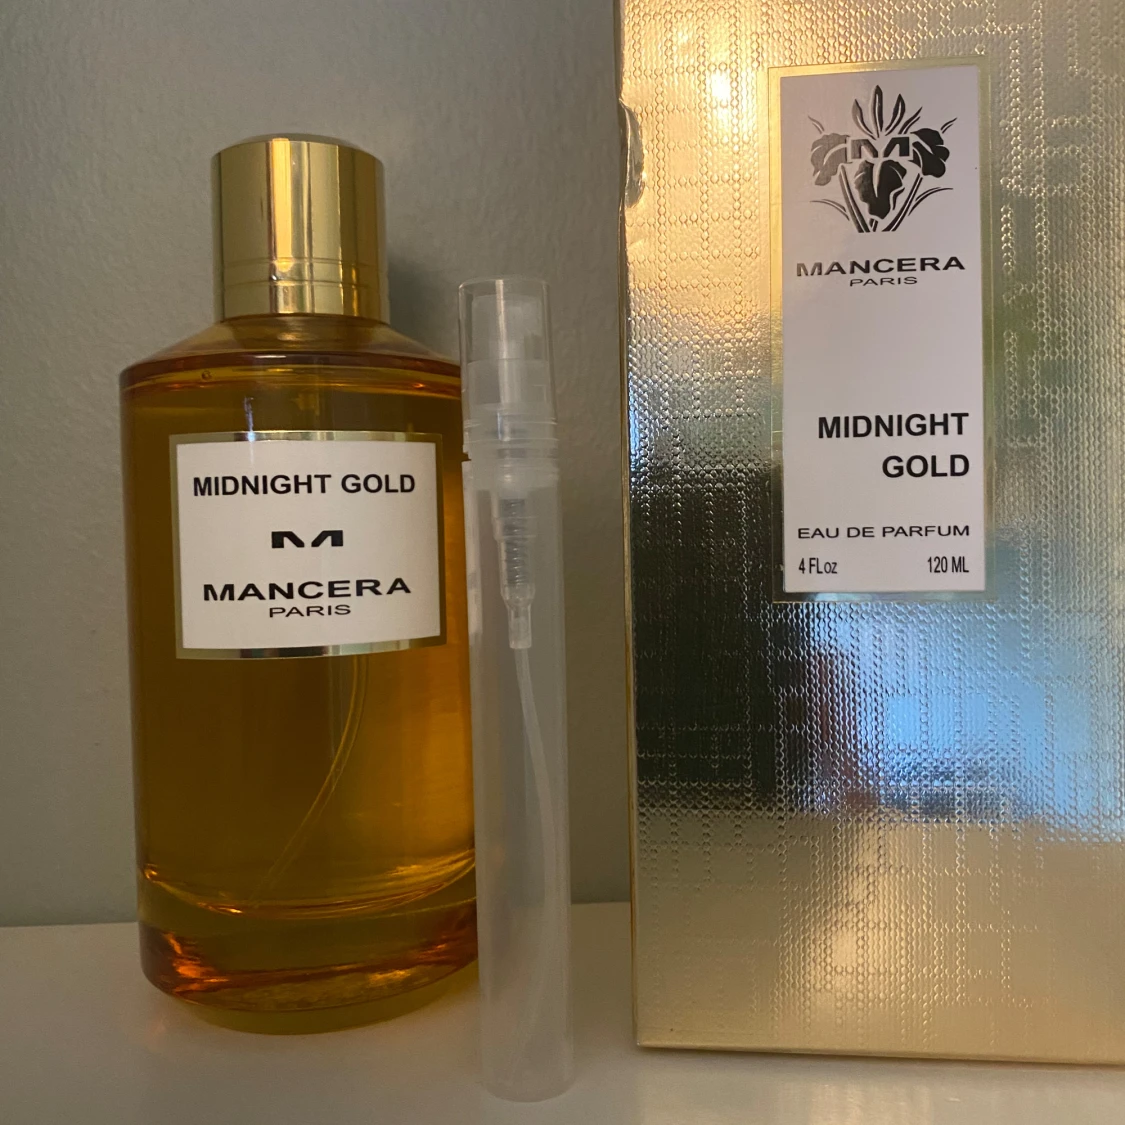 MIDNIGHT GOLD
M
MANCERA
PARIS
M
MANCERA
PARIS
MIDNIGHT
GOLD
EAU DE PARFUM
4 FLoz 120 ML